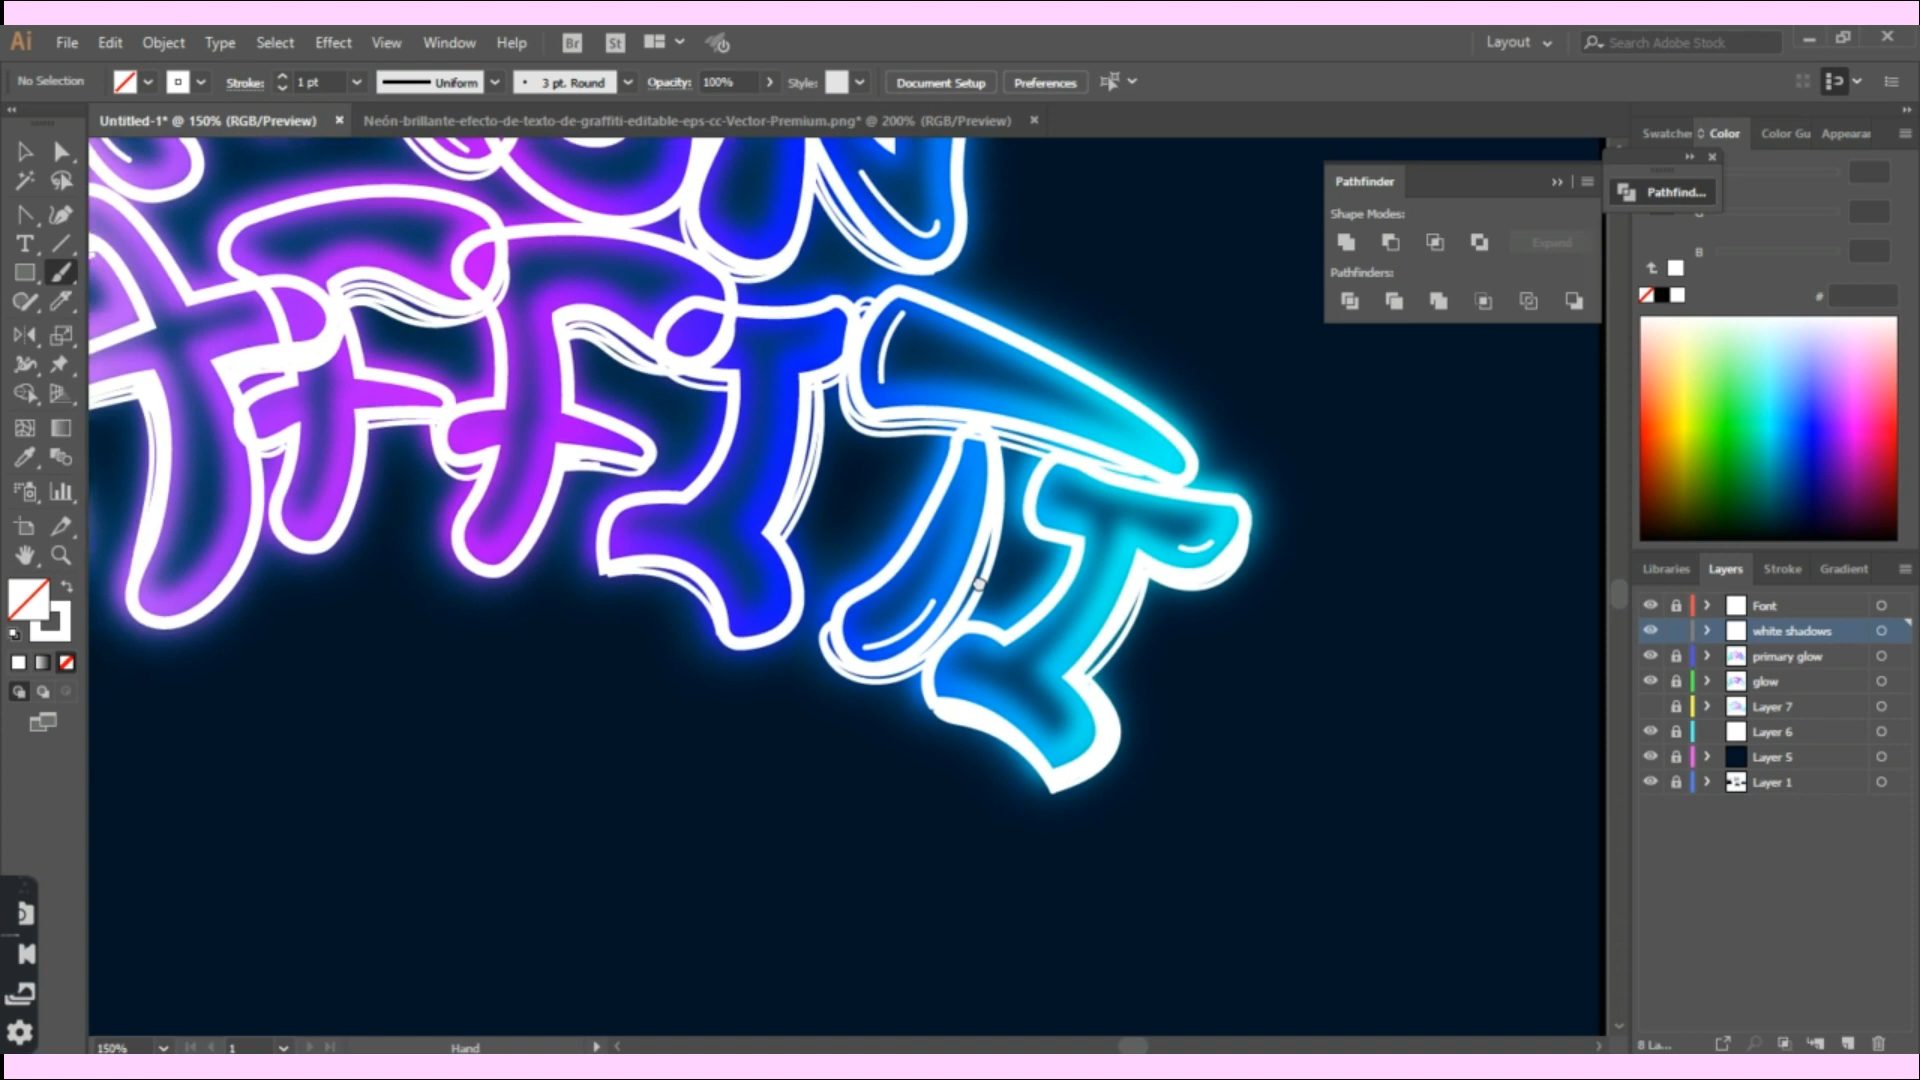 Ai File Edit Object Type Select Effect View Window Help Br St Layout Search Adobe Stock
No Selection Stroke: 1 pt Uniform 3 pt. Round Opacity: 100% Style: Document Setup Preferences
Untitled-1* @ 150% (RGB/Preview) Neón-brillante-efecto-de-texto-de-graffiti-editable-eps-cc-Vector-Premium.png* @ 200% (RGB/Preview)
Swatches Color Color Gu Appearar
Pathfinder
Pathfind...
Shape Modes:
Expand
B
Pathfinders:
#
Libraries Layers Stroke Gradient
Font
white shadows
primary glow
glow
Layer 7
Layer 6
Layer 5
Layer 1
150% 1 Hand
8 La...